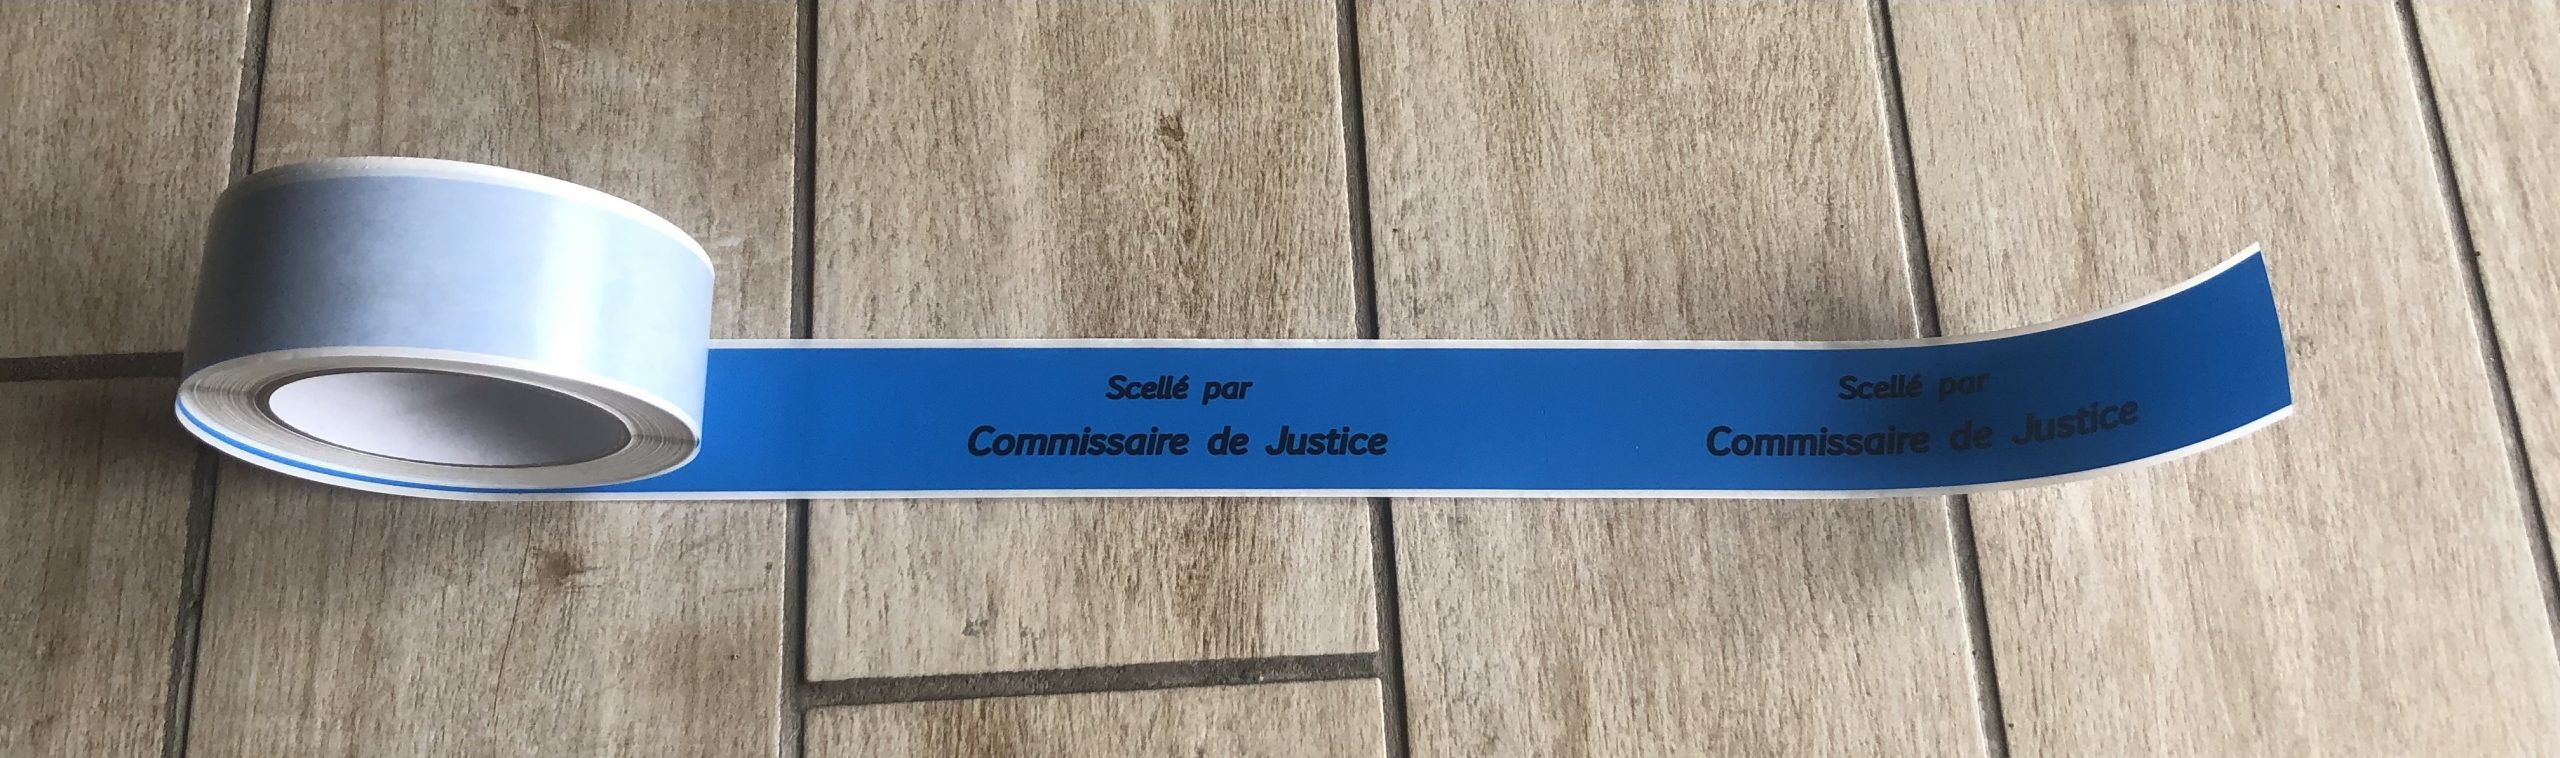 Scellé par
Commissaire de Justice
Scellé par
Commissaire de Justice